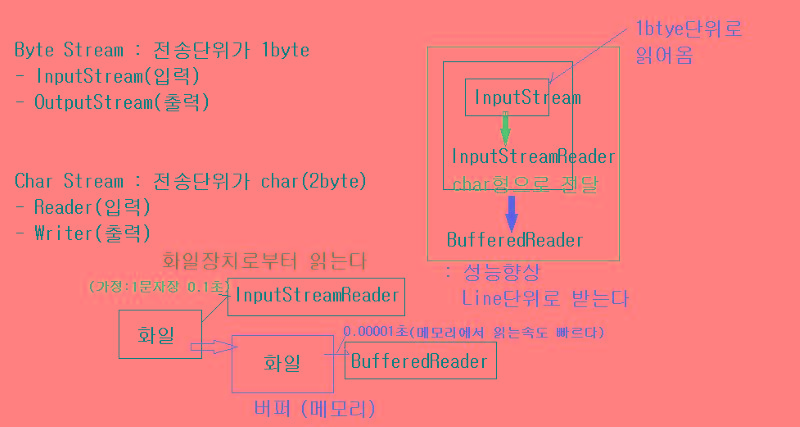 Byte Stream : 전송단위가 1byte
- InputStream(입력)
- OutputStream(출력)
Char Stream : 전송단위가 char(2byte)
- Reader(입력)
- Writer(출력)
1btye단위로
읽어옴
InputStream
InputStreamReader
char형으로 전달
BufferedReader
: 성능향상
Line단위로 받는다
화일장치로부터 읽는다
(가정:1문자장 0.1초)
InputStreamReader
화일
0.00001초(메모리에서 읽는속도 빠르다)
화일
BufferedReader
버퍼 (메모리)